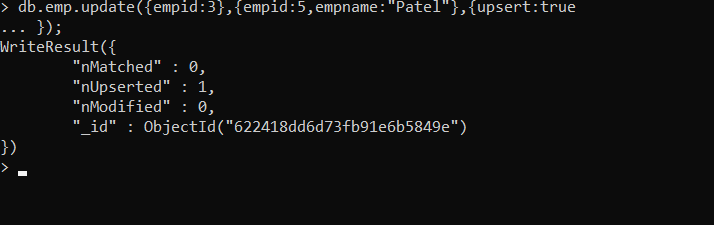 > db.emp.update({empid:3},{empid:5,empname:"Patel"},{upsert:true
... });
WriteResult({
        "nMatched" : 0,
        "nUpserted" : 1,
        "nModified" : 0,
        "_id" : ObjectId("622418dd6d73fb91e6b5849e")
})
>